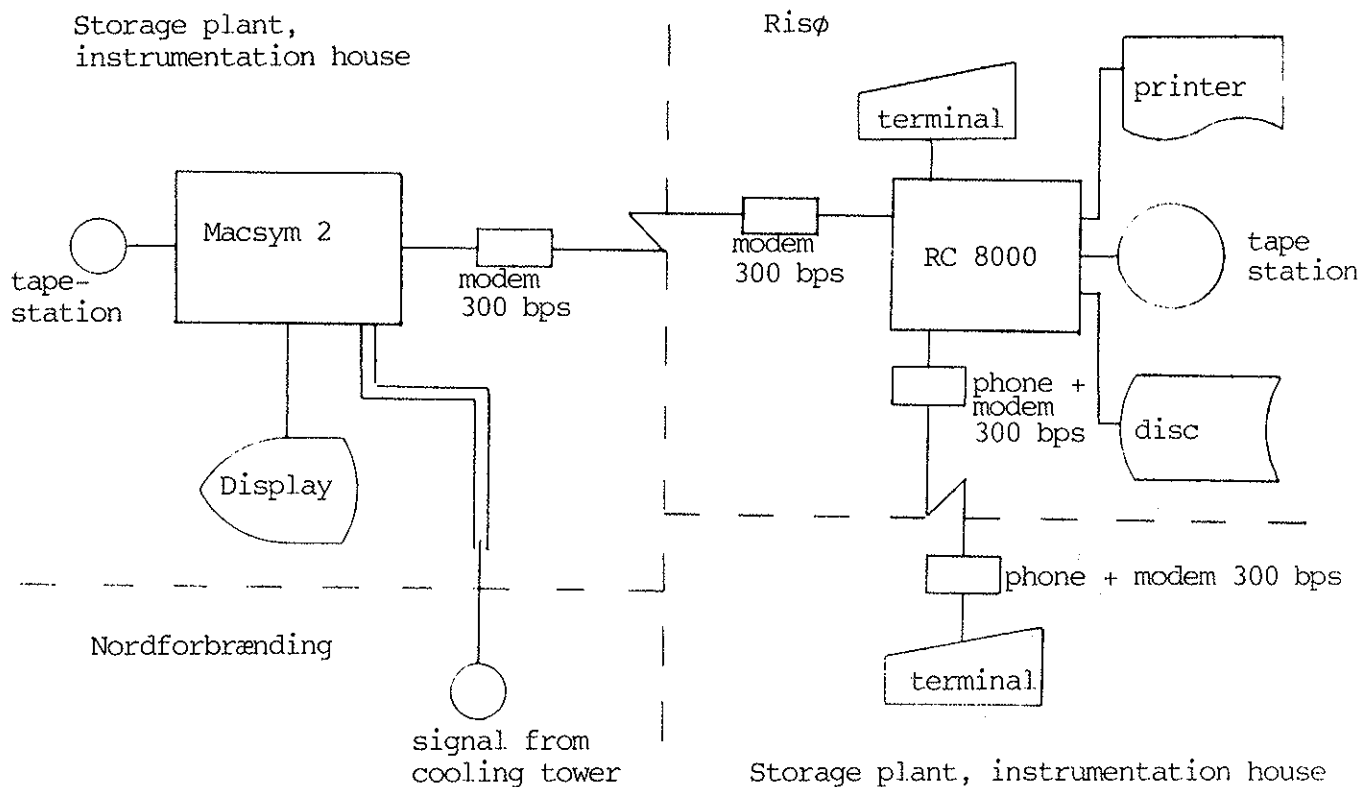 Storage plant,
instrumentation house
Risø
printer
terminal
Macsym 2
modem
300 bps
modem
300 bps
RC 8000
tape
station
tape-
station
phone +
modem
300 bps
disc
Display
phone + modem 300 bps
Nordforbrænding
terminal
signal from
cooling tower
Storage plant, instrumentation house